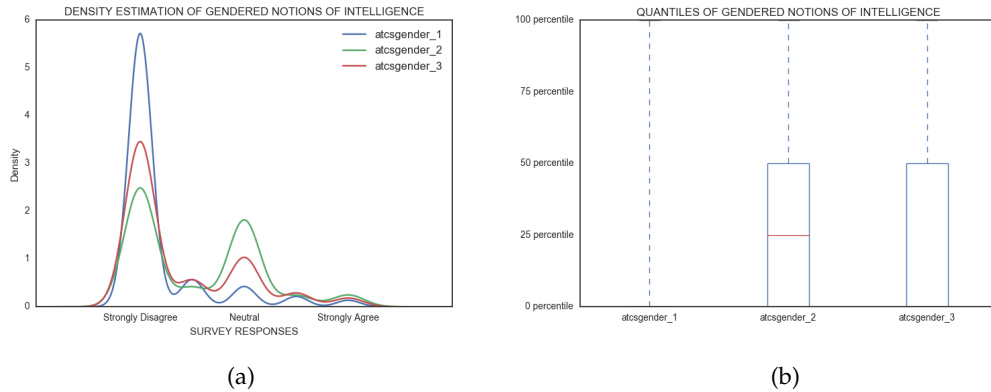 DENSITY ESTIMATION OF GENDERED NOTIONS OF INTELLIGENCE
6
5
4
3
2
1
0
Density
atcsgender_1
atcsgender_2
atcsgender_3
Strongly Disagree Neutral Strongly Agree
SURVEY RESPONSES
(a)
QUANTILES OF GENDERED NOTIONS OF INTELLIGENCE
100 percentile
75 percentile
50 percentile
25 percentile
0 percentile
atcsgender_1 atcsgender_2 atcsgender_3
(b)